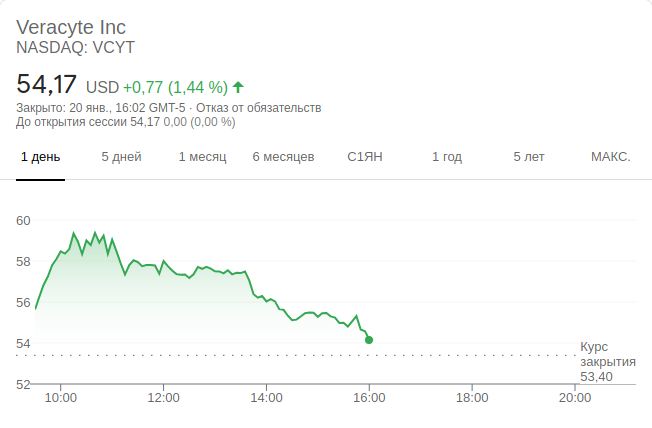 Veracyte Inc
NASDAQ: VCYT
54,17 USD +0,77 (1,44 %)
Закрыто: 20 янв., 16:02 GMT-5 · Отказ от обязательств
До открытия сессии 54,17 0,00 (0,00 %)
1 день 5 дней 1 месяц 6 месяцев С1ЯН 1 год 5 лет МАКС.
60
58
56
54
Курс
закрытия
53,40
52
10:00 12:00 14:00 16:00 18:00 20:00